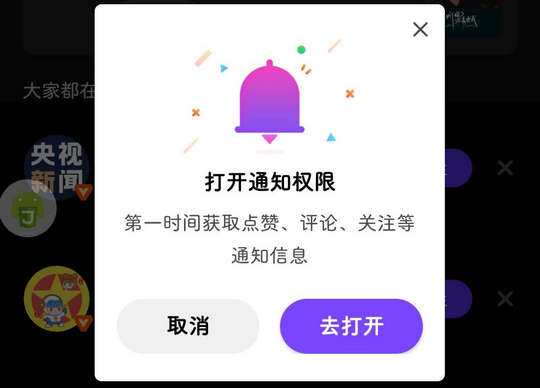 大家都在
央视
新闻
打开通知权限
第一时间获取点赞、评论、关注等
通知信息
取消
去打开